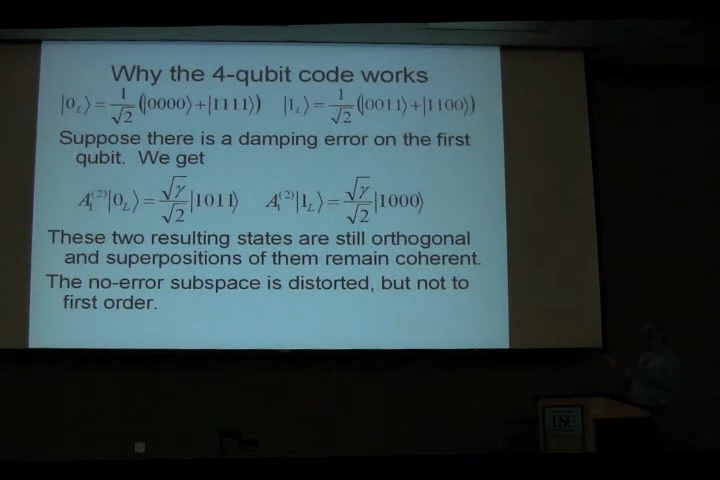 Why the 4-qubit code works
|0_L⟩ = 1/√2 (|0000⟩ + |1111⟩)   |1_L⟩ = 1/√2 (|0011⟩ + |1100⟩)
Suppose there is a damping error on the first
qubit. We get
A_1^(2)|0_L⟩ = √γ/√2 |1011⟩   A_1^(2)|1_L⟩ = √γ/√2 |1000⟩
These two resulting states are still orthogonal
and superpositions of them remain coherent.
The no-error subspace is distorted, but not to
first order.
USC